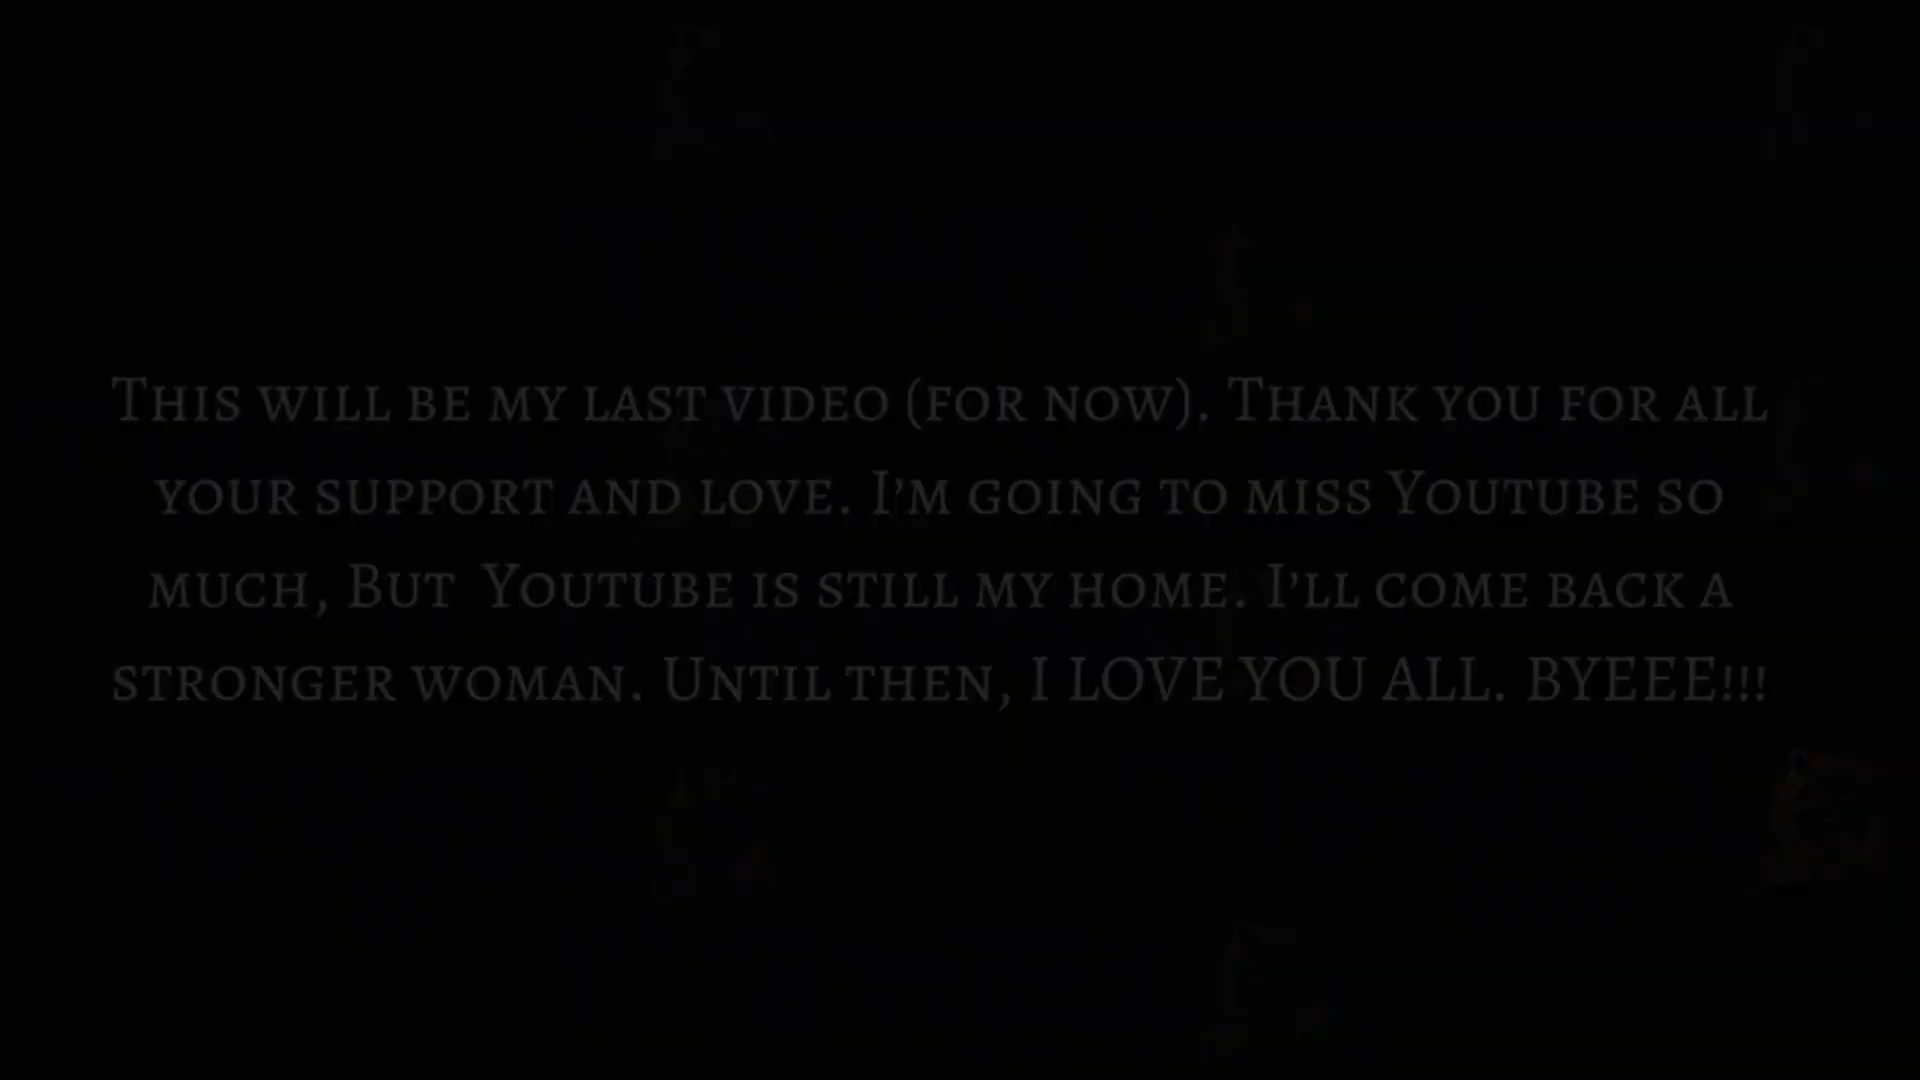 This will be my last video (for now). Thank you for all
your support and love. I'm going to miss Youtube so
much, But Youtube is still my home. I'll come back a
stronger woman. Until then, I LOVE YOU ALL. BYEEE!!!